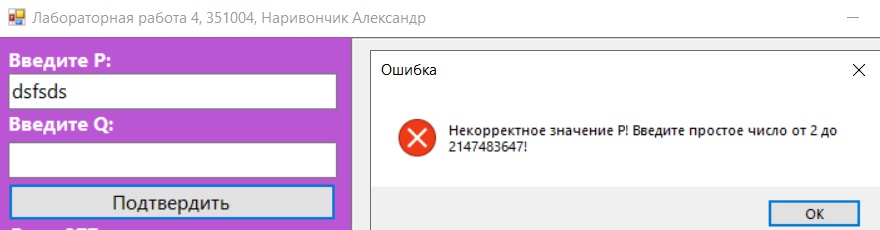 Лабораторная работа 4, 351004, Наривончик Александр
Введите P:
dsfsds
Введите Q:
Подтвердить
Ошибка
Некорректное значение P! Введите простое число от 2 до
2147483647!
OK